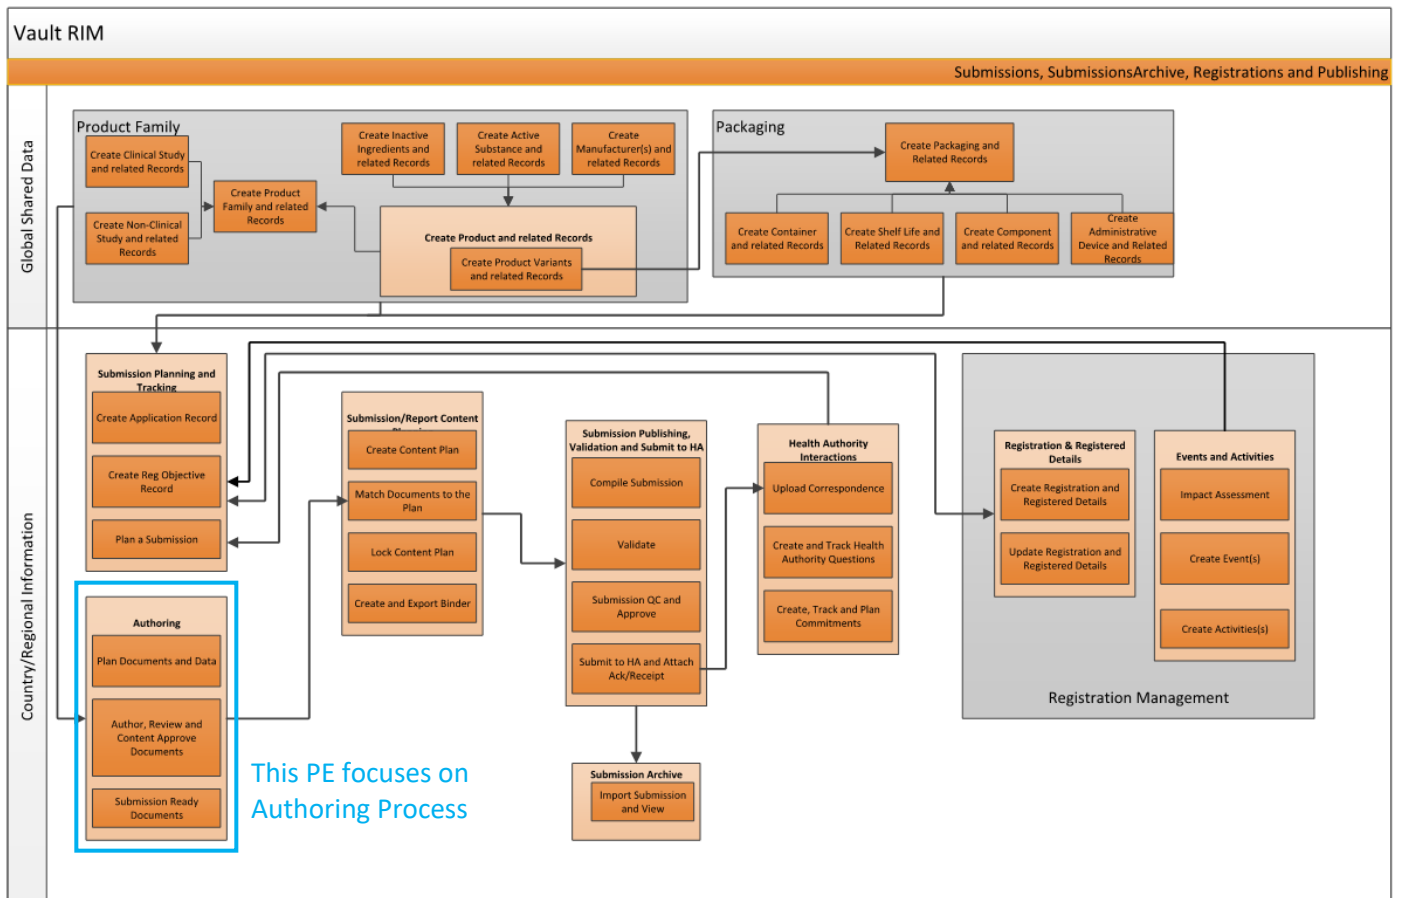 Vault RIM
Submissions, SubmissionsArchive, Registrations and Publishing
Global Shared Data
Product Family
Create Clinical Study
and related Records
Create Non-Clinical
Study and related
Records
Create Product
Family and related
Records
Create Inactive
Ingredients and
related Records
Create Active
Substance and
related Records
Create
Manufacturer(s) and
related Records
Create Product and related Records
Create Product Variants
and related Records
Packaging
Create Packaging and
Related Records
Create Container
and related Records
Create Shelf Life and
Related Records
Create Component
and related Records
Create
Administrative
Device and Related
Records
Country/Regional Information
Submission Planning and
Tracking
Create Application Record
Create Reg Objective
Record
Plan a Submission
Authoring
Plan Documents and Data
Author, Review and
Content Approve
Documents
Submission Ready
Documents
This PE focuses on
Authoring Process
Submission/Report Content
Create Content Plan
Match Documents to the
Plan
Lock Content Plan
Create and Export Binder
Submission Publishing,
Validation and Submit to HA
Compile Submission
Validate
Submission QC and
Approve
Submit to HA and Attach
Ack/Receipt
Submission Archive
Import Submission
and View
Health Authority
Interactions
Upload Correspondence
Create and Track Health
Authority Questions
Create, Track and Plan
Commitments
Registration & Registered
Details
Create Registration and
Registered Details
Update Registration and
Registered Details
Events and Activities
Impact Assessment
Create Event(s)
Create Activities(s)
Registration Management